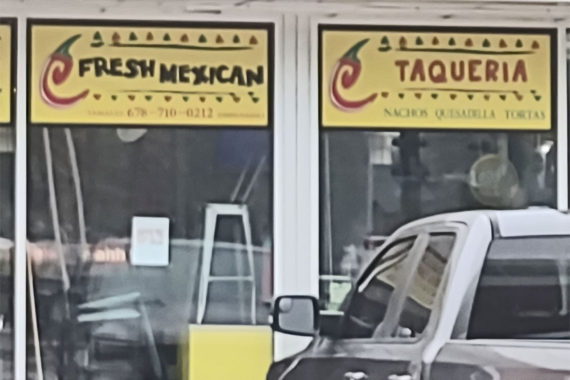 FRESH MEXICAN
678-710-0212
TAQUERIA
NACHOS QUESADILLA TORTAS